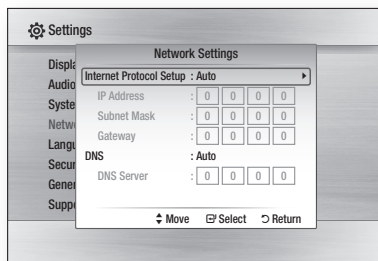 Settings
Network Settings
Internet Protocol Setup : Auto
IP Address : 0 0 0 0
Subnet Mask : 0 0 0 0
Gateway : 0 0 0 0
DNS : Auto
DNS Server : 0 0 0 0
Move Select Return
Displa
Audio
Syste
Netwo
Langu
Secur
Gener
Suppo